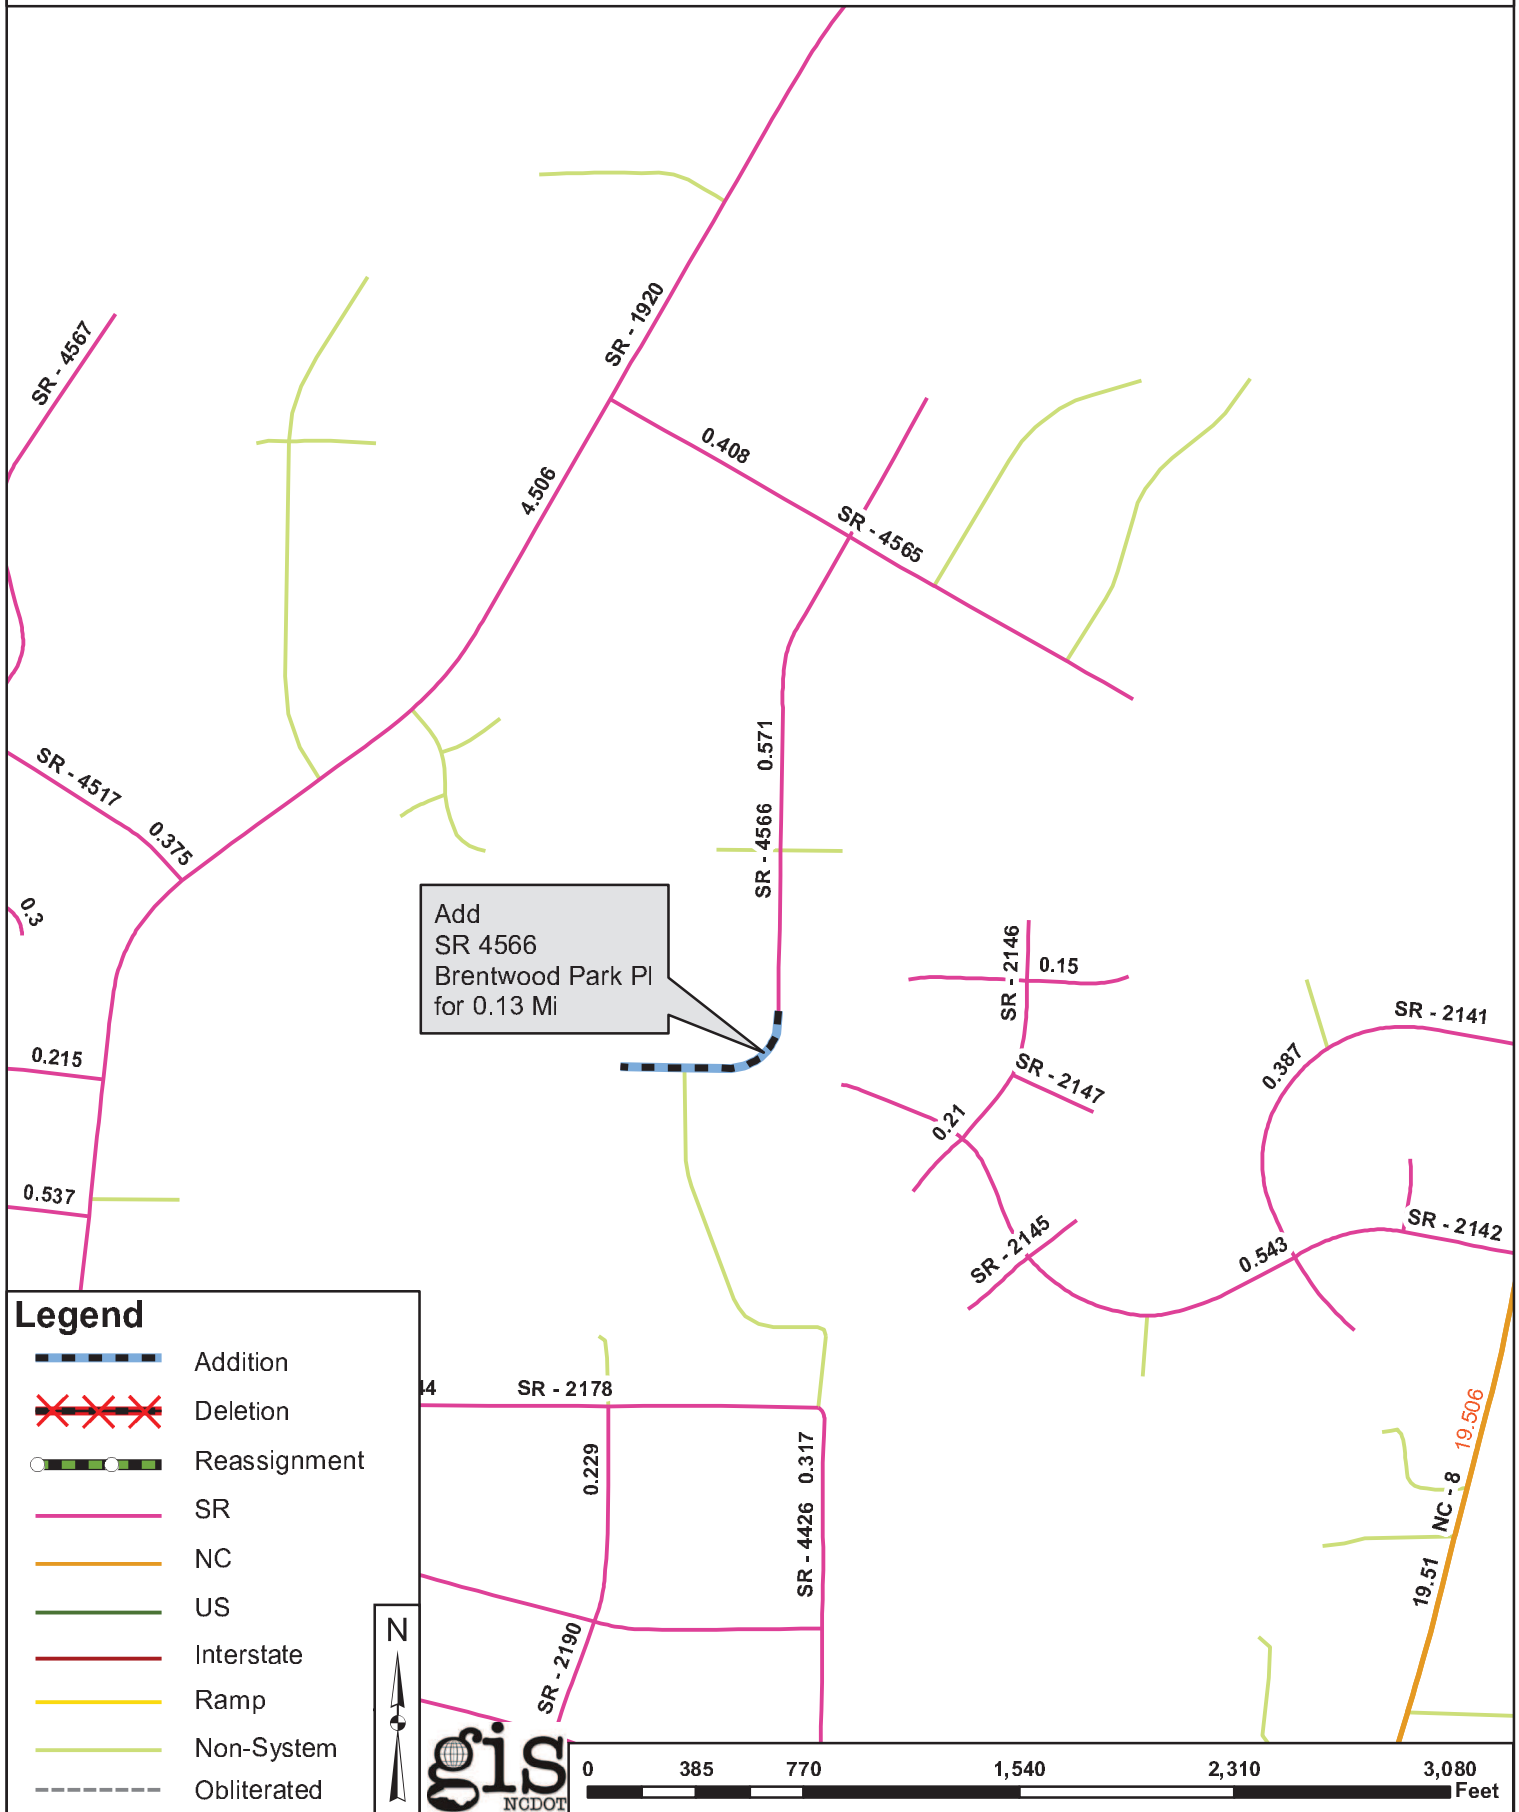 SR - 1920
SR - 4567
0.408
4.506
SR - 4565
0.571
SR - 4517
0.375
SR - 4566
0.3
Add
SR 4566
Brentwood Park Pl
for 0.13 Mi
SR - 2146
0.15
SR - 2141
0.215
0.387
SR - 2147
0.21
0.537
SR - 2142
SR - 2145
0.543
Legend
Addition
Deletion
Reassignment
SR
NC
US
Interstate
Ramp
Non-System
Obliterated
44
SR - 2178
0.229
0.317
SR - 4426
SR - 2190
19.506
NC - 8
19.51
N
gis
NCDOT
0 385 770 1,540 2,310 3,080
Feet